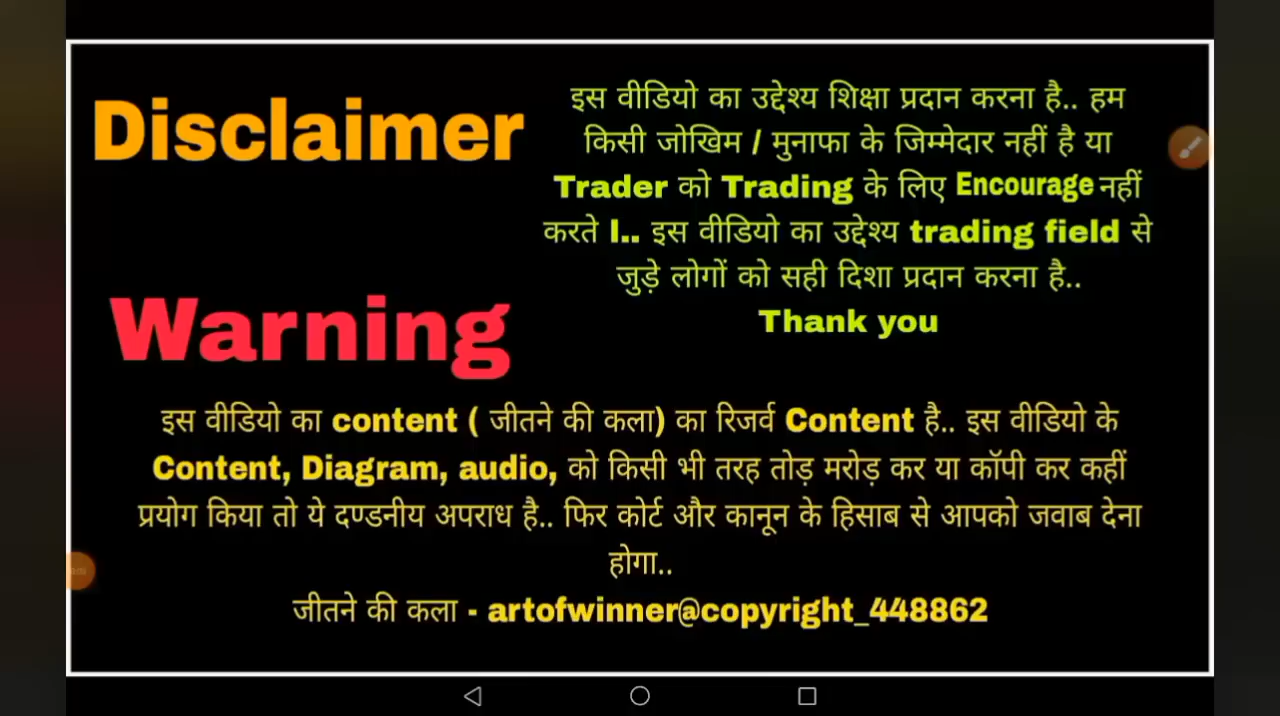 Disclaimer
इस वीडियो का उद्देश्य शिक्षा प्रदान करना है.. हम
किसी जोखिम / मुनाफा के जिम्मेदार नहीं है या
Trader को Trading के लिए Encourage नहीं
करते l.. इस वीडियो का उद्देश्य trading field से
जुड़े लोगों को सही दिशा प्रदान करना है..
Thank you
Warning
इस वीडियो का content ( जीतने की कला) का रिजर्व Content है.. इस वीडियो के
Content, Diagram, audio, को किसी भी तरह तोड़ मरोड़ कर या कॉपी कर कहीं
प्रयोग किया तो ये दण्डनीय अपराध है.. फिर कोर्ट और कानून के हिसाब से आपको जवाब देना
होगा..
जीतने की कला - artofwinner@copyright_448862